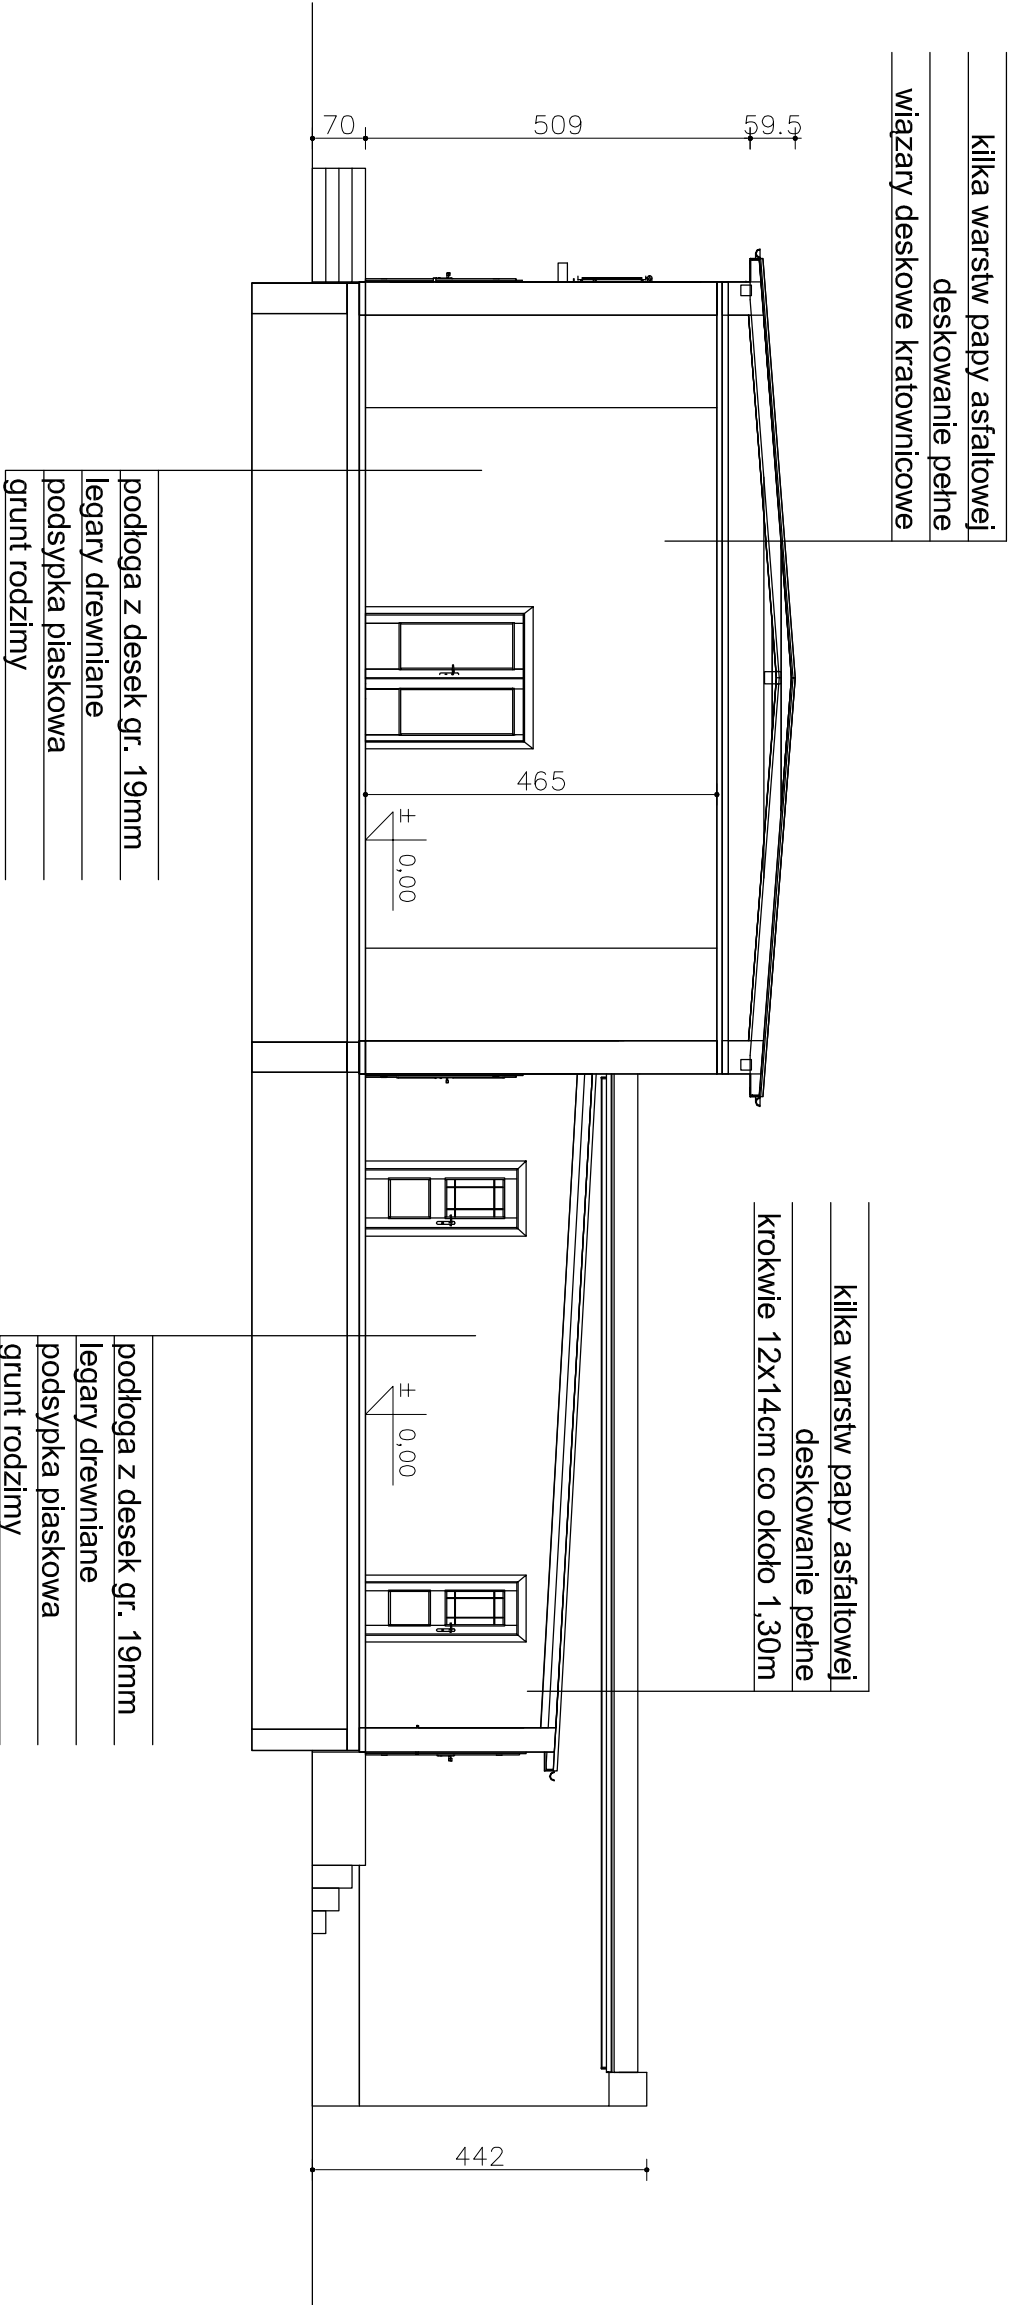 kilka warstw papy asfaltowej
deskowanie pełne
wiązary deskowe kratownicowe
70
509
59.5
podłoga z desek gr. 19mm
legary drewniane
podsypka piaskowa
grunt rodzimy
465
± 0,00
kilka warstw papy asfaltowej
deskowanie pełne
krokwie 12x14cm co około 1,30m
± 0,00
podłoga z desek gr. 19mm
legary drewniane
podsypka piaskowa
grunt rodzimy
442